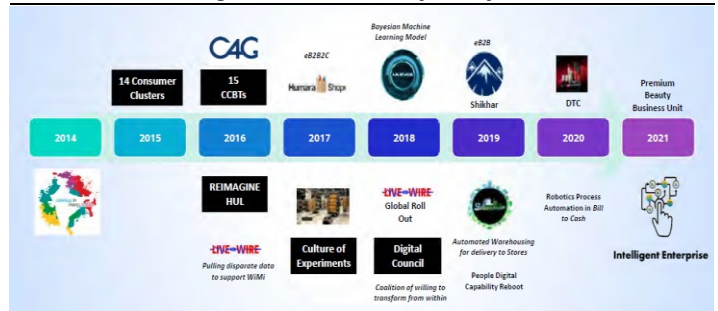 C4G
Bayesian Machine
Learning Model
eB2B2C
eB2B
14 Consumer
Clusters
15
CCBTs
Humara Shop
Shikhar
DTC
Premium
Beauty
Business Unit
2014
2015
2016
2017
2018
2019
2020
2021
REIMAGINE
HUL
LIVE-WIRE
Pulling disparate data
to support WiMi
Culture of
Experiments
LIVE-WIRE
Global Roll
Out
Digital
Council
Coalition of willing to
transform from within
Automated Warehousing
for delivery to Stores
People Digital
Capability Reboot
Robotics Process
Automation in Bill
to Cash
Intelligent Enterprise